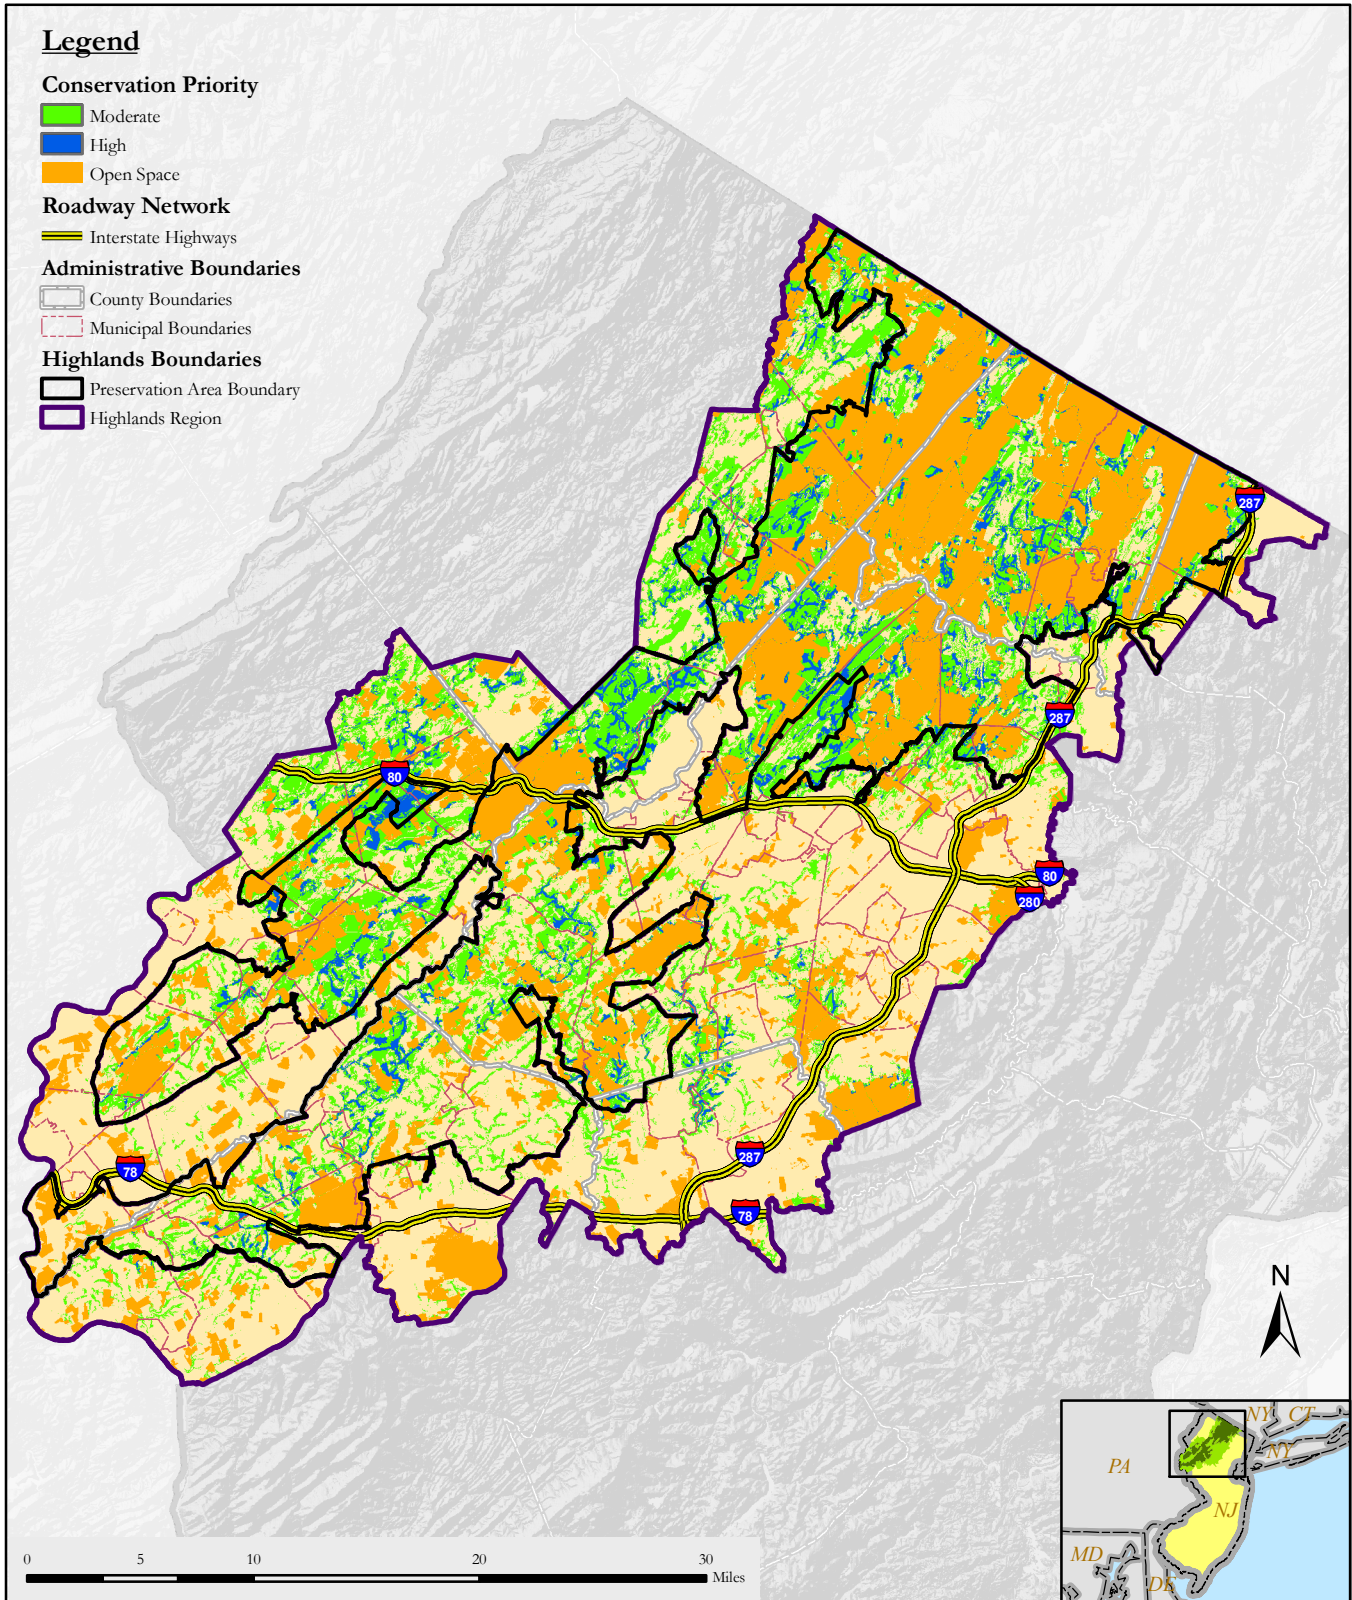 Legend
Conservation Priority
Moderate
High
Open Space
Roadway Network
Interstate Highways
Administrative Boundaries
County Boundaries
Municipal Boundaries
Highlands Boundaries
Preservation Area Boundary
Highlands Region
287
287
80
80
280
78
287
78
N
NY CT
NY
PA
NJ
MD
DE
0 5 10 20 30
Miles